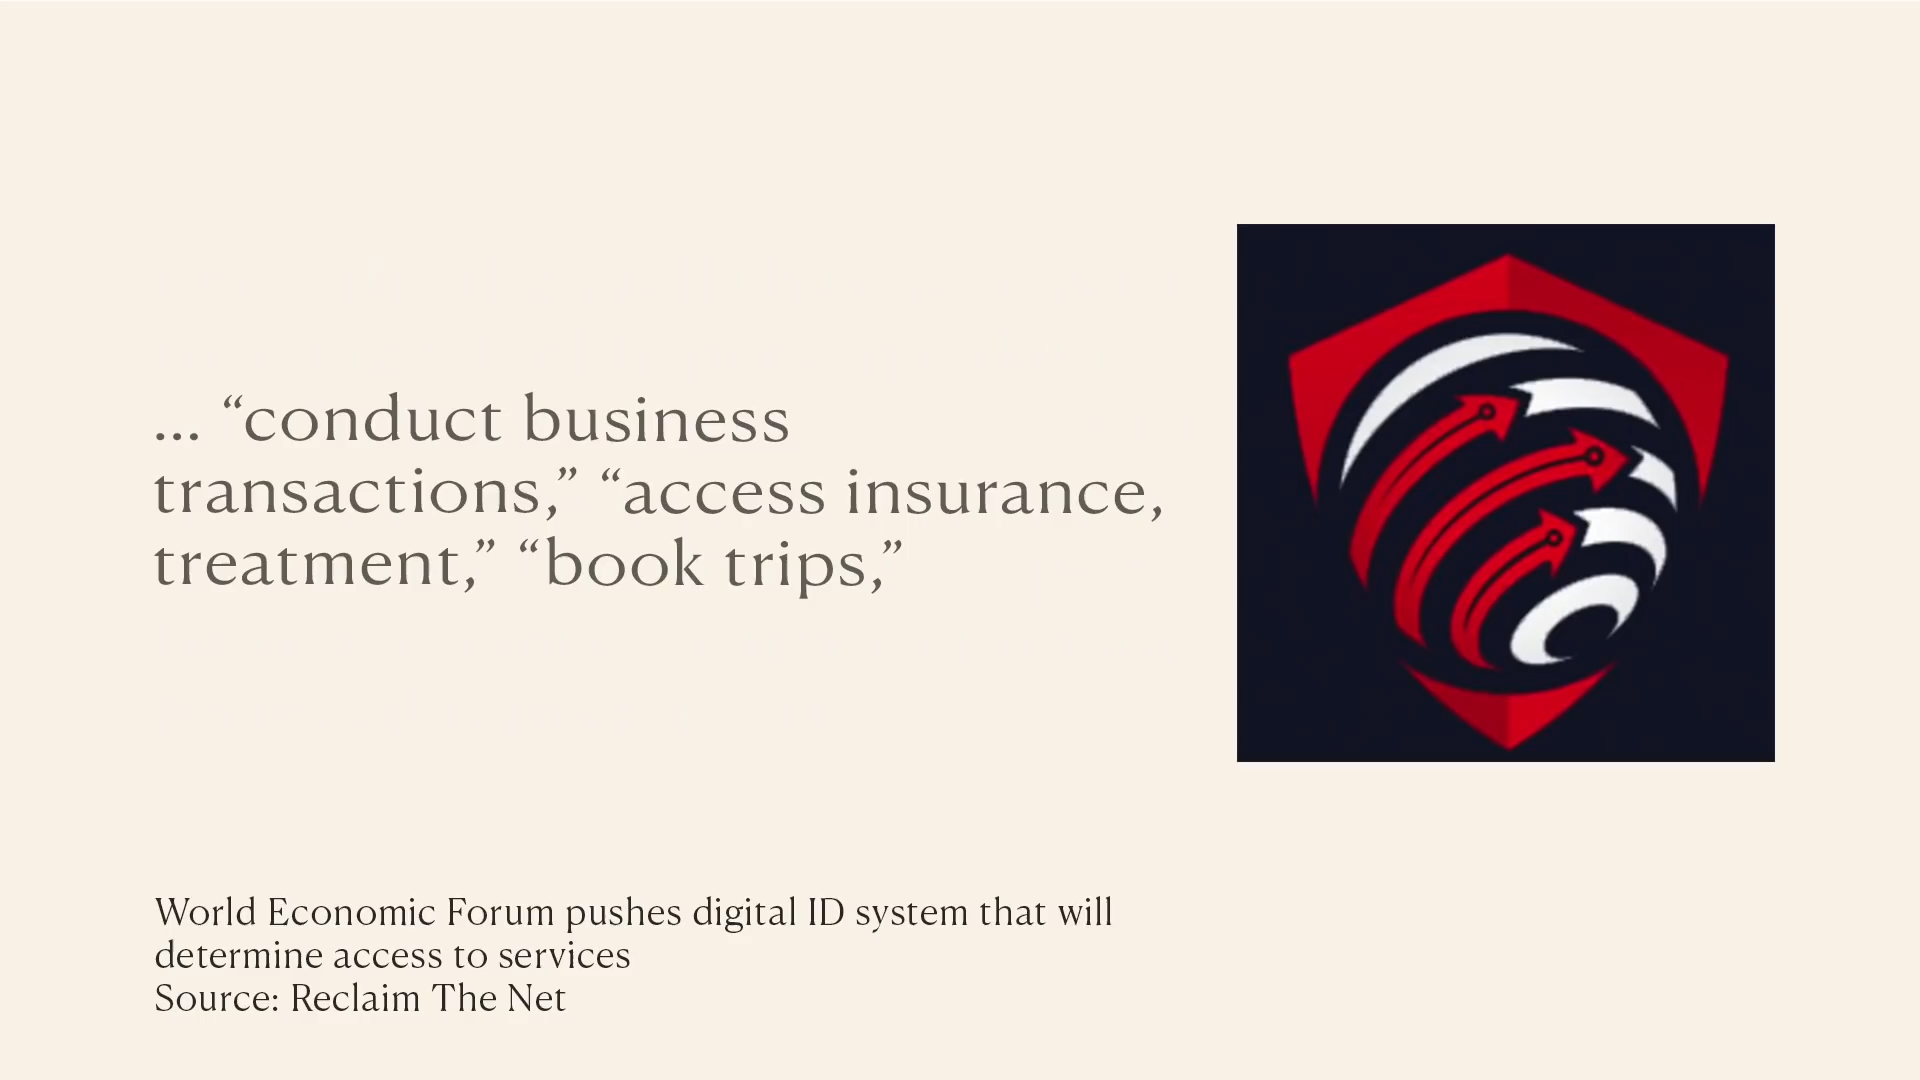 ... “conduct business
transactions,” “access insurance,
treatment,” “book trips,”
World Economic Forum pushes digital ID system that will
determine access to services
Source: Reclaim The Net